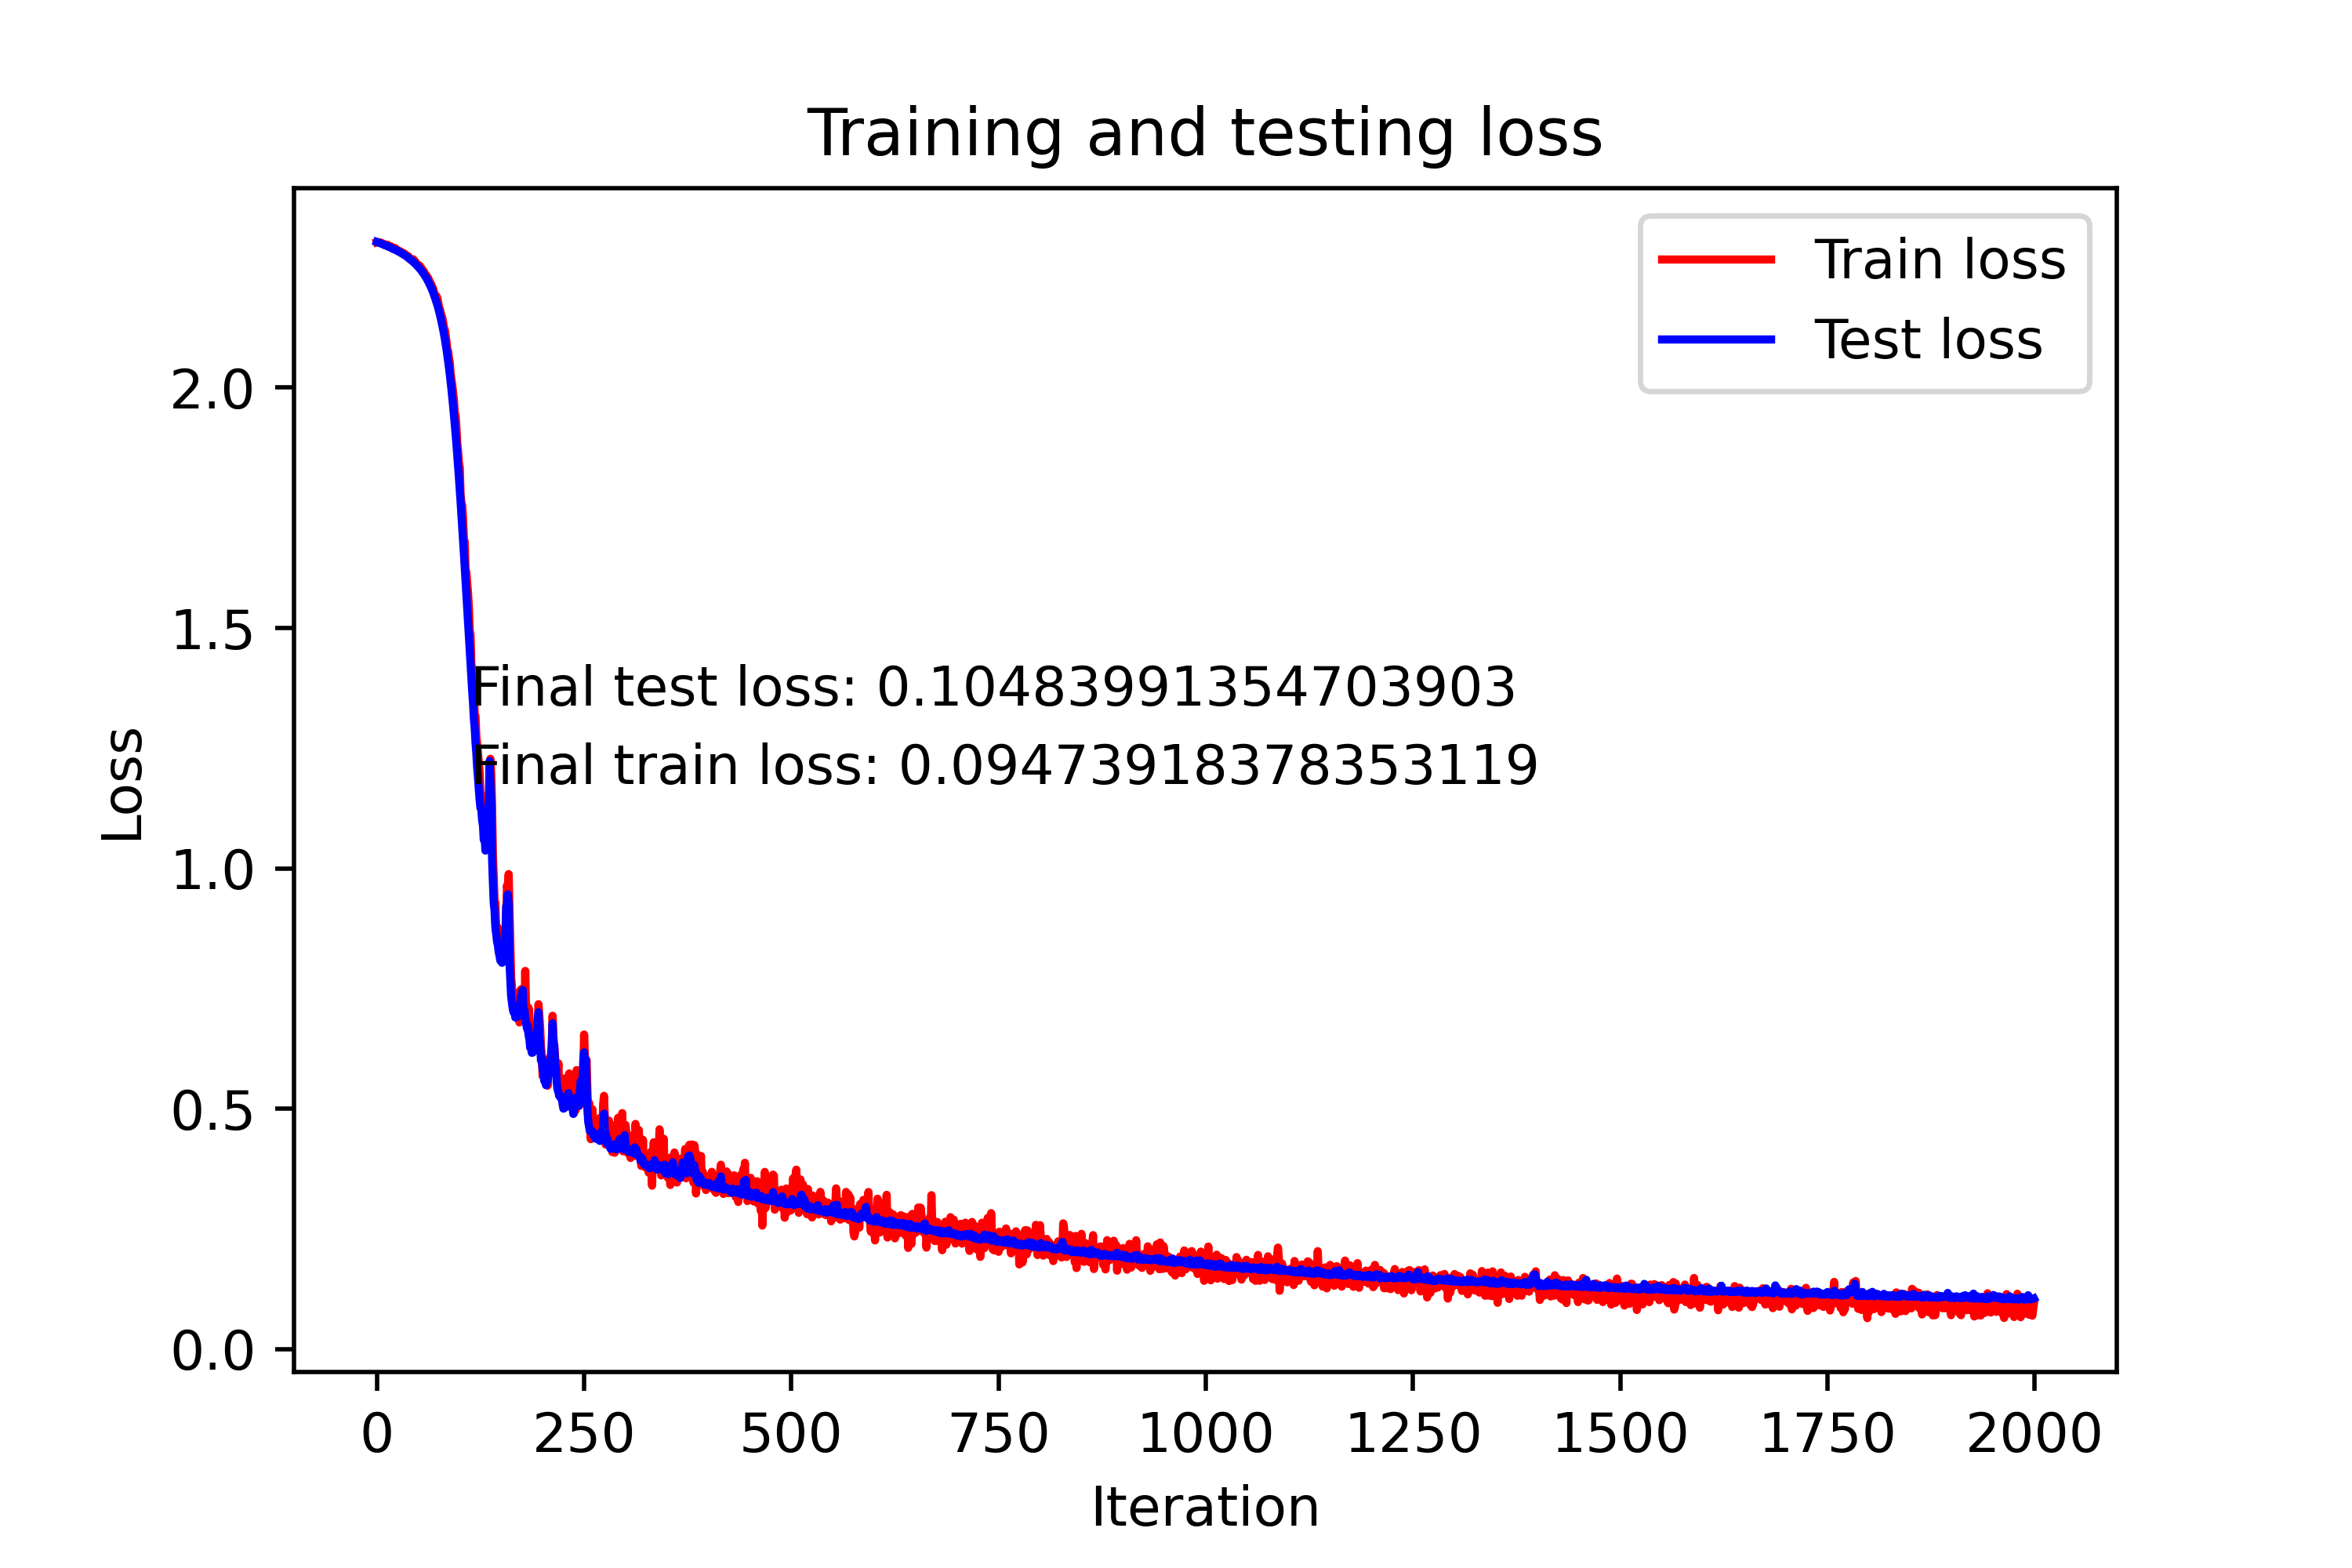 Training and testing loss
Train loss
Test loss
2.0
1.5
1.0
0.5
0.0
Loss
Final test loss: 0.10483991354703903
Final train loss: 0.09473918378353119
0 250 500 750 1000 1250 1500 1750 2000
Iteration